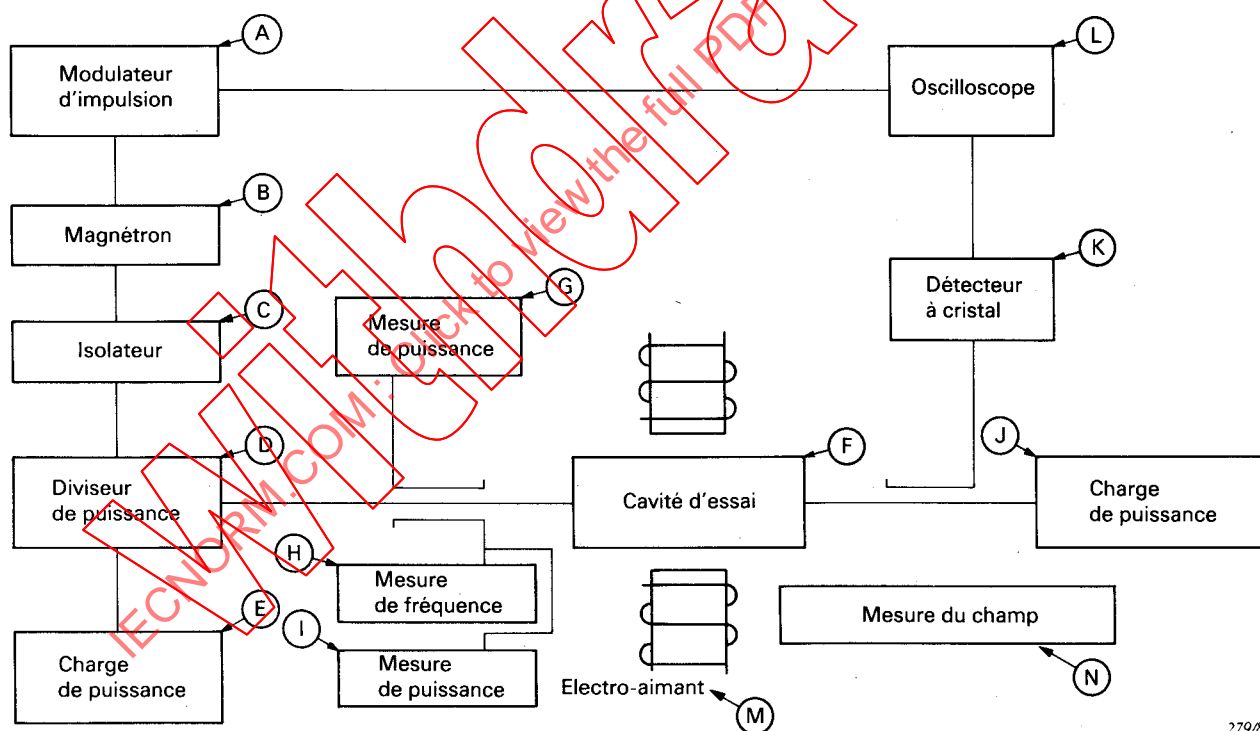 A
L
Modulateur
d'impulsion
Oscilloscope
B
Magnétron
K
Détecteur
à cristal
G
C
Mesure
de puissance
Isolateur
D
F
J
Diviseur
de puissance
Cavité d'essai
Charge
de puissance
H
Mesure
de fréquence
E
I
Mesure du champ
Charge
de puissance
Mesure
de puissance
Electro-aimant
N
M
IECNORM.COM : Click to view the full PDF
Withdra